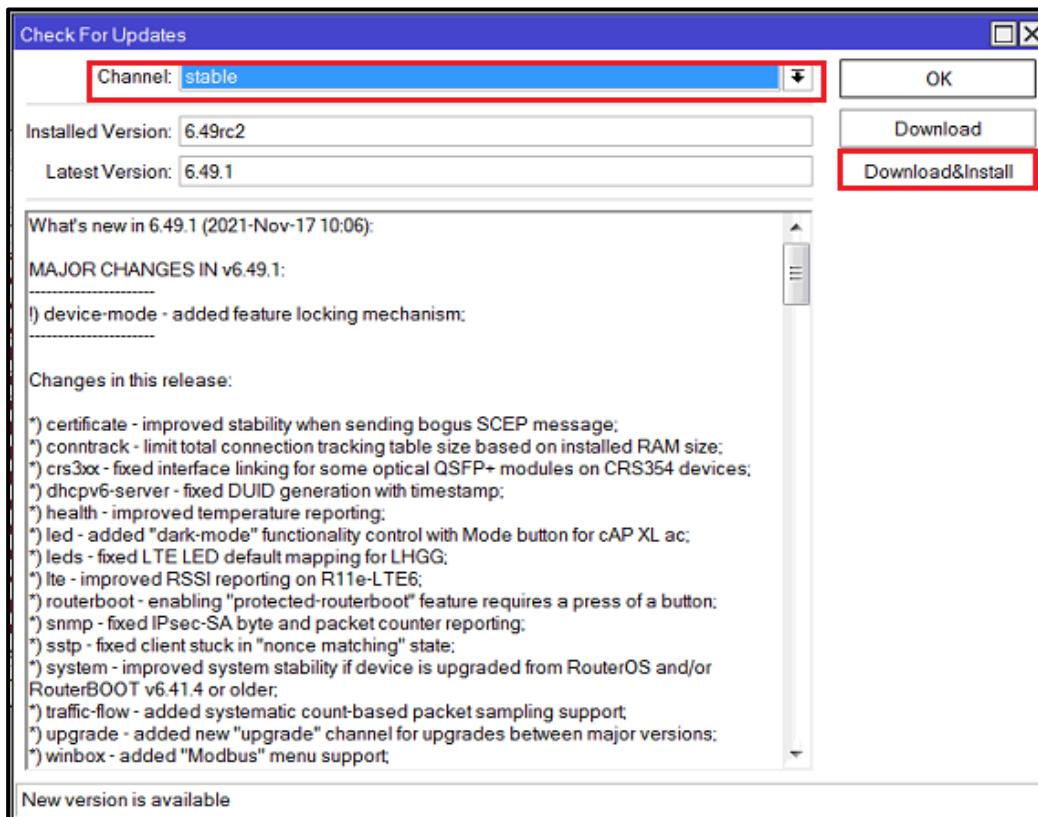 Check For Updates
Channel: stable
OK
Installed Version: 6.49rc2
Download
Latest Version: 6.49.1
Download&Install
What's new in 6.49.1 (2021-Nov-17 10:06):
MAJOR CHANGES IN v6.49.1:
----------------------
!) device-mode - added feature locking mechanism;
----------------------
Changes in this release:
*) certificate - improved stability when sending bogus SCEP message;
*) conntrack - limit total connection tracking table size based on installed RAM size;
*) crs3xx - fixed interface linking for some optical QSFP+ modules on CRS354 devices;
*) dhcpv6-server - fixed DUID generation with timestamp;
*) health - improved temperature reporting;
*) led - added "dark-mode" functionality control with Mode button for cAP XL ac;
*) leds - fixed LTE LED default mapping for LHGG;
*) lte - improved RSSI reporting on R11e-LTE6;
*) routerboot - enabling "protected-routerboot" feature requires a press of a button;
*) snmp - fixed IPsec-SA byte and packet counter reporting;
*) sstp - fixed client stuck in "nonce matching" state;
*) system - improved system stability if device is upgraded from RouterOS and/or
RouterBOOT v6.41.4 or older;
*) traffic-flow - added systematic count-based packet sampling support;
*) upgrade - added new "upgrade" channel for upgrades between major versions;
*) winbox - added "Modbus" menu support;
New version is available